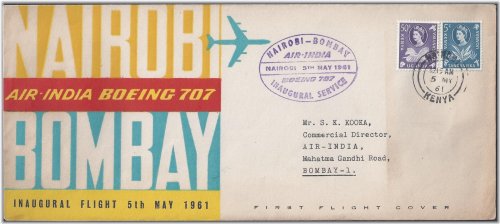 NAIROBI
AIR-INDIA BOEING 707
BOMBAY
INAUGURAL FLIGHT 5th MAY 1961
NAIROBI-BOMBAY
AIR-INDIA
NAIROBI 5TH MAY 1961
BOEING 707
INAUGURAL SERVICE
5 MY
61
KENYA
Mr. S. K. KOOKA,
Commercial Director,
AIR-INDIA,
Mahatma Gandhi Road,
BOMBAY-1.
FIRST FLIGHT COVER